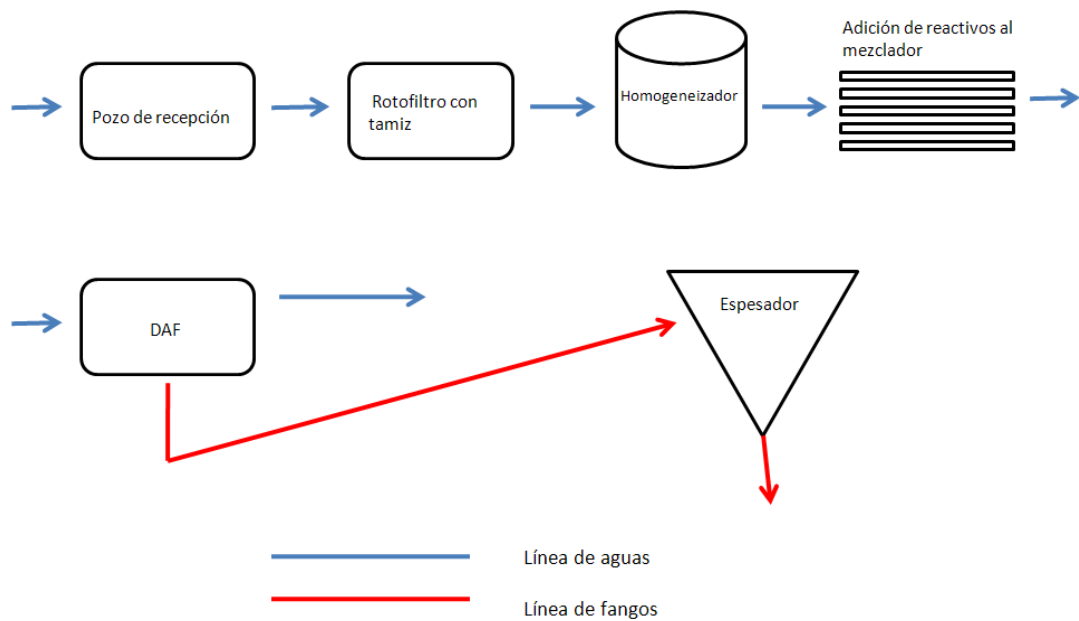 Adición de reactivos al
mezclador
Pozo de recepción
Rotofiltro con
tamiz
Homogeneizador
DAF
Espesador
Línea de aguas
Línea de fangos